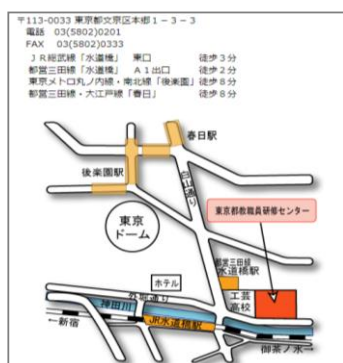 〒113-0033 東京都文京区本郷1-3-3
電話 03(5802)0201
FAX 03(5802)0333
JR総武線「水道橋」 東口 徒歩3分
都営三田線「水道橋」 A1出口 徒歩2分
東京メトロ丸ノ内線・南北線「後楽園」徒歩8分
都営三田線・大江戸線「春日」 徒歩8分
春日駅
後楽園駅
白山通り
東京
ドーム
東京都教職員研修センター
都営三田線
水道橋駅
ホテル
外堀通り
工芸
高校
神田川
JR水道橋駅
←新宿
御茶ノ水→